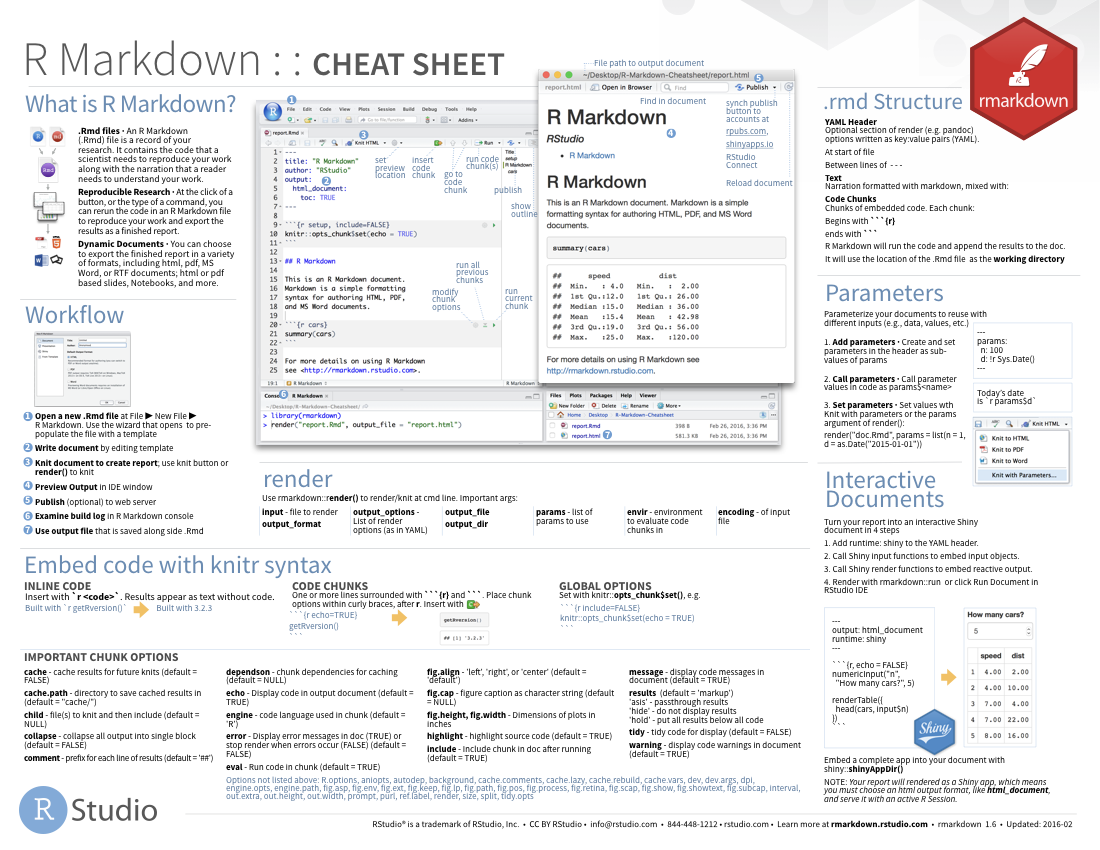 R Markdown : : CHEAT SHEET
What is R Markdown?
.Rmd files • An R Markdown
(.Rmd) file is a record of your
research. It contains the code that a
scientist needs to reproduce your work
along with the narration that a reader
needs to understand your work.
Reproducible Research • At the click of a
button, or the type of a command, you
can rerun the code in an R Markdown file
to reproduce your work and export the
results as a finished report.
Dynamic Documents • You can choose
to export the finished report in a variety
of formats, including html, pdf, MS
Word, or RTF documents; html or pdf
based slides, Notebooks, and more.
Workflow
1 Open a new .Rmd file at File ▶ New File ▶
R Markdown. Use the wizard that opens to pre-
populate the file with a template
2 Write document by editing template
3 Knit document to create report; use knit button or
render() to knit
4 Preview Output in IDE window
5 Publish (optional) to web server
6 Examine build log in R Markdown console
7 Use output file that is saved along side .Rmd
1
R File Edit Code View Plots Session Build Debug Tools
Go to file/function
Addins
report.Rmd
3
Knit HTML
1 ---
2 title: "R Markdown"
3 author: "RStudio"
4 output: 2
5 html_document:
6 toc: TRUE
7 ---
8
9 ```{r setup, include=FALSE}
10 knitr::opts_chunk$set(echo = TRUE)
11 ```
12
13 ## R Markdown
14
15 This is an R Markdown document.
16 Markdown is a simple formatting
17 syntax for authoring HTML, PDF,
18 and MS Word documents.
19
20 ```{r cars}
21 summary(cars)
22 ```
23
24 For more details on using R Markdown
25 see <http://rmarkdown.rstudio.com>.
19:1 R Markdown
set
preview
location
insert
code
chunk
go to
code
chunk
run code
chunk(s)
publish
show
outline
Title:
setup
R Markdown
cars
run all
previous
chunks
modify
chunk
options
run
current
chunk
Conso 6 R Markdown
~/Desktop/R-Markdown-Cheatsheet/
> library(rmarkdown)
> render("report.Rmd", output_file = "report.html")
Files Plots Packages Help Viewer
New Folder Delete Rename More
Home Desktop R-Markdown-Cheatsheet
report.Rmd 398 B Feb 26, 2016, 3:36 PM
report.html 7 581.3 KB Feb 26, 2016, 3:36 PM
File path to output document
~/Desktop/R-Markdown-Cheatsheet/report.html
5
report.html Open in Browser Find Publish
Find in document
synch publish
button to
accounts at
rpubs.com,
shinyapps.io
RStudio
Connect
Reload document
R Markdown
4
RStudio
• R Markdown
R Markdown
This is an R Markdown document. Markdown is a simple
formatting syntax for authoring HTML, PDF, and MS Word
documents.
summary(cars)
## speed dist
## Min. : 4.0 Min. : 2.00
## 1st Qu.:12.0 1st Qu.: 26.00
## Median :15.0 Median : 36.00
## Mean :15.4 Mean : 42.98
## 3rd Qu.:19.0 3rd Qu.: 56.00
## Max. :25.0 Max. :120.00
For more details on using R Markdown see
http://rmarkdown.rstudio.com.
render
Use rmarkdown::render() to render/knit at cmd line. Important args:
input - file to render
output_format
output_options -
List of render
options (as in YAML)
output_file
output_dir
params - list of
params to use
envir - environment
to evaluate code
chunks in
encoding - of input
file
Embed code with knitr syntax
INLINE CODE
Insert with `r <code>`. Results appear as text without code.
Built with `r getRversion()` Built with 3.2.3
CODE CHUNKS
One or more lines surrounded with ```{r} and ```. Place chunk
options within curly braces, after r. Insert with
```{r echo=TRUE}
getRversion()
```
getRversion()
## [1] '3.2.3'
GLOBAL OPTIONS
Set with knitr::opts_chunk$set(), e.g.
```{r include=FALSE}
knitr::opts_chunk$set(echo = TRUE)
```
IMPORTANT CHUNK OPTIONS
cache - cache results for future knits (default =
FALSE)
cache.path - directory to save cached results in
(default = "cache/")
child - file(s) to knit and then include (default =
NULL)
collapse - collapse all output into single block
(default = FALSE)
comment - prefix for each line of results (default = '##')
dependson - chunk dependencies for caching
(default = NULL)
echo - Display code in output document (default =
TRUE)
engine - code language used in chunk (default =
'R')
error - Display error messages in doc (TRUE) or
stop render when errors occur (FALSE) (default =
FALSE)
eval - Run code in chunk (default = TRUE)
fig.align - 'left', 'right', or 'center' (default =
'default')
fig.cap - figure caption as character string (default
= NULL)
fig.height, fig.width - Dimensions of plots in
inches
highlight - highlight source code (default = TRUE)
include - Include chunk in doc after running
(default = TRUE)
message - display code messages in
document (default = TRUE)
results (default = 'markup')
'asis' - passthrough results
'hide' - do not display results
'hold' - put all results below all code
tidy - tidy code for display (default = FALSE)
warning - display code warnings in document
(default = TRUE)
Options not listed above: R.options, aniopts, autodep, background, cache.comments, cache.lazy, cache.rebuild, cache.vars, dev, dev.args, dpi,
engine.opts, engine.path, fig.asp, fig.env, fig.ext, fig.keep, fig.lp, fig.path, fig.pos, fig.process, fig.retina, fig.scap, fig.show, fig.showtext, fig.subcap, interval,
out.extra, out.height, out.width, prompt, purl, ref.label, render, size, split, tidy.opts
rmarkdown
.rmd Structure
YAML Header
Optional section of render (e.g. pandoc)
options written as key:value pairs (YAML).
At start of file
Between lines of - - -
Text
Narration formatted with markdown, mixed with:
Code Chunks
Chunks of embedded code. Each chunk:
Begins with ```{r}
ends with ```
R Markdown will run the code and append the results to the doc.
It will use the location of the .Rmd file as the working directory
Parameters
Parameterize your documents to reuse with
different inputs (e.g., data, values, etc.)
1. Add parameters • Create and set
parameters in the header as sub-
values of params
2. Call parameters • Call parameter
values in code as params$<name>
3. Set parameters • Set values wth
Knit with parameters or the params
argument of render():
render("doc.Rmd", params = list(n = 1,
d = as.Date("2015-01-01"))
---
params:
n: 100
d: !r Sys.Date()
---
Today's date
is `r params$d`
Knit HTML
Knit to HTML
Knit to PDF
Knit to Word
Knit with Parameters...
Interactive
Documents
Turn your report into an interactive Shiny
document in 4 steps
1. Add runtime: shiny to the YAML header.
2. Call Shiny input functions to embed input objects.
3. Call Shiny render functions to embed reactive output.
4. Render with rmarkdown::run or click Run Document in
RStudio IDE
---
output: html_document
runtime: shiny
---
```{r, echo = FALSE}
numericInput("n",
"How many cars?", 5)
renderTable({
head(cars, input$n)
})
```
Shiny
How many cars?
5
speed dist
1 4.00 2.00
2 4.00 10.00
3 7.00 4.00
4 7.00 22.00
5 8.00 16.00
Embed a complete app into your document with
shiny::shinyAppDir()
NOTE: Your report will rendered as a Shiny app, which means
you must choose an html output format, like html_document,
and serve it with an active R Session.
R Studio
RStudio® is a trademark of RStudio, Inc. • CC BY RStudio • info@rstudio.com • 844-448-1212 • rstudio.com • Learn more at rmarkdown.rstudio.com • rmarkdown 1.6 • Updated: 2016-02